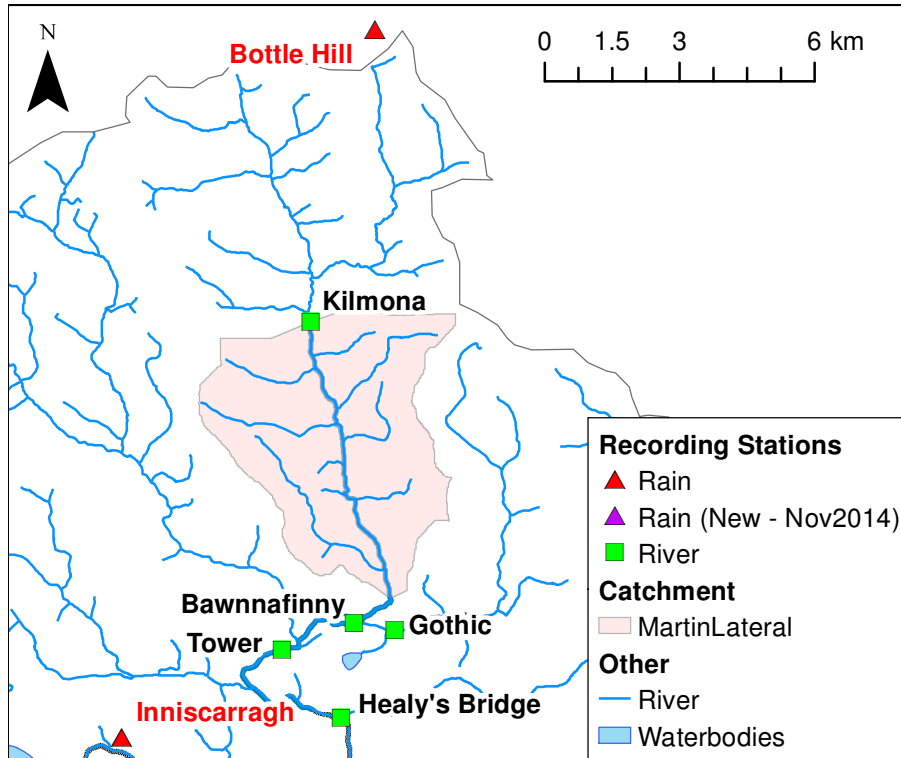 N
Bottle Hill
0 1.5 3 6 km
Kilmona
Recording Stations
Rain
Rain (New - Nov2014)
River
Catchment
MartinLateral
Other
River
Waterbodies
Bawnnafinny
Gothic
Tower
Inniscarragh
Healy's Bridge